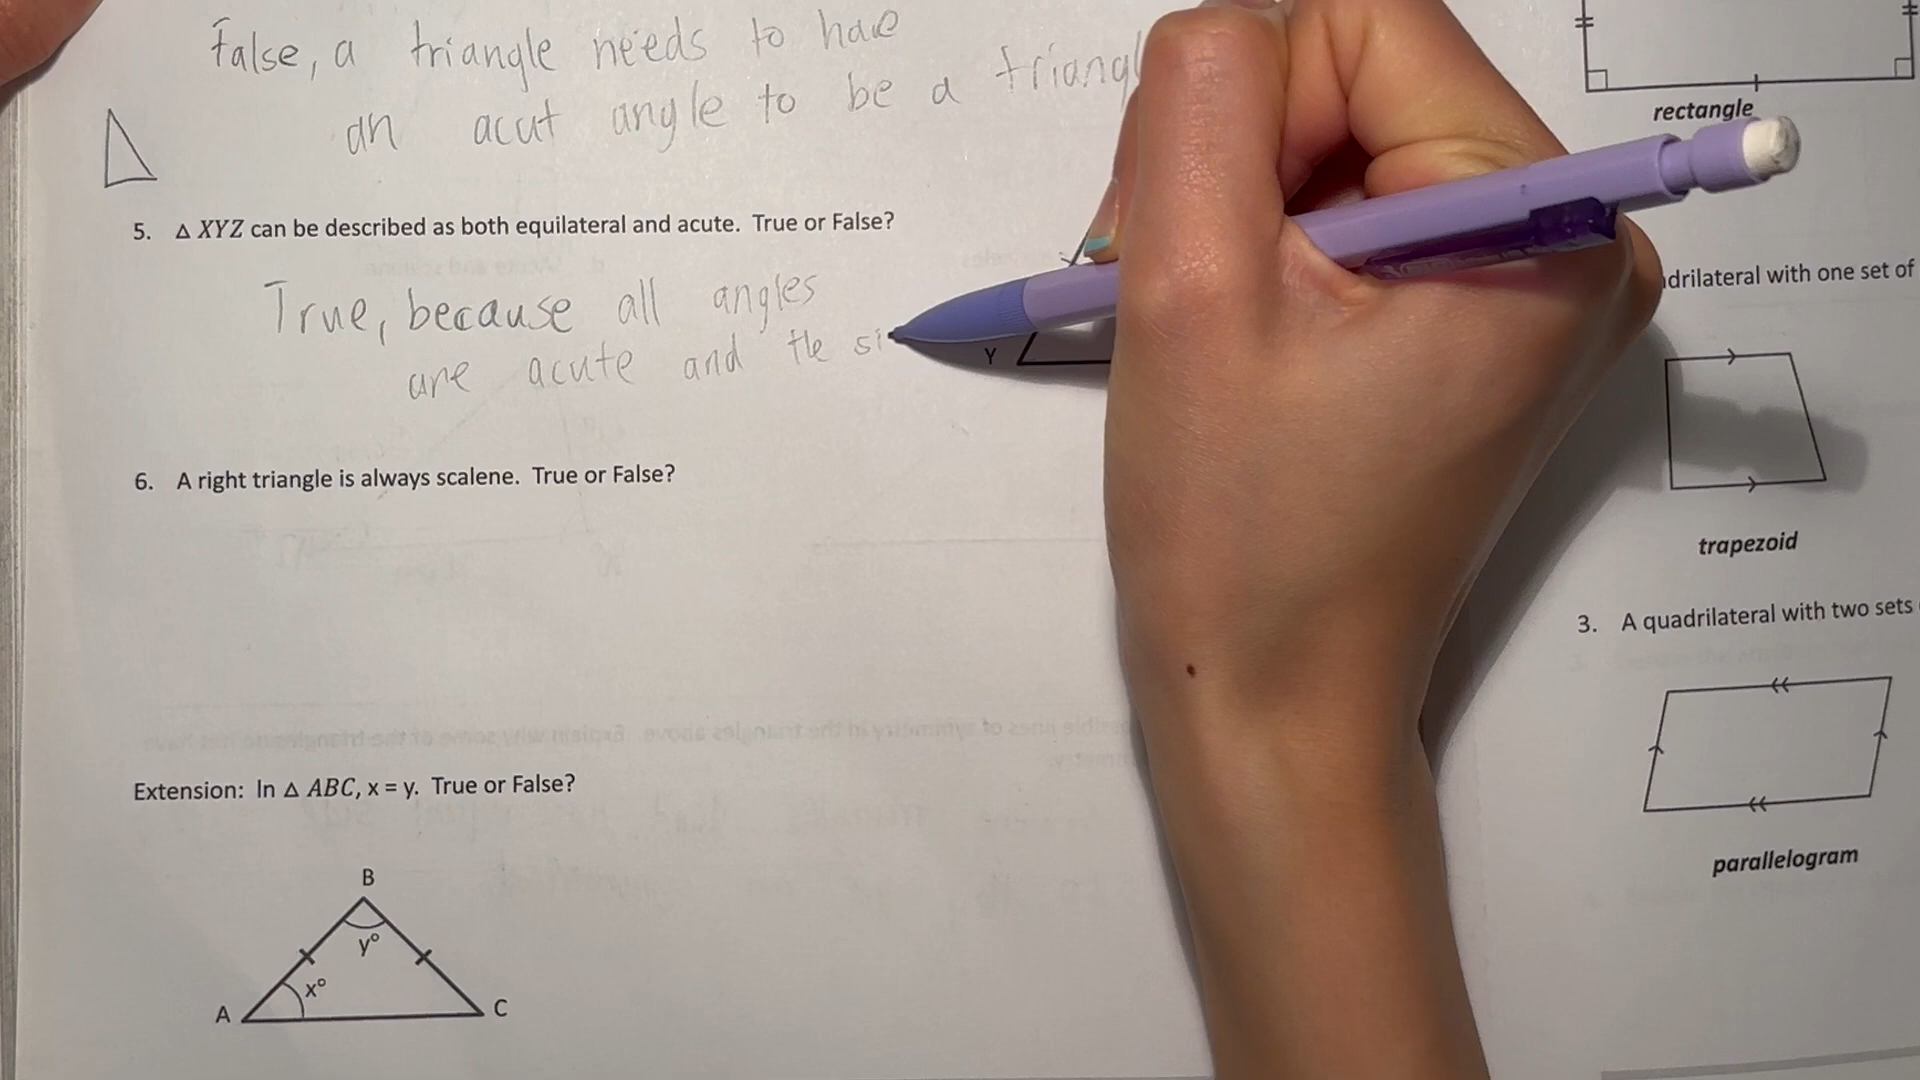 False, a triangle needs to have
an acut angle to be a triangl
5. △ XYZ can be described as both equilateral and acute. True or False?
True, because all angles
are acute and the si
Y
6. A right triangle is always scalene. True or False?
Extension: In △ ABC, x = y. True or False?
B
y°
x°
A
C
rectangle
drilateral with one set of
trapezoid
3. A quadrilateral with two sets
parallelogram